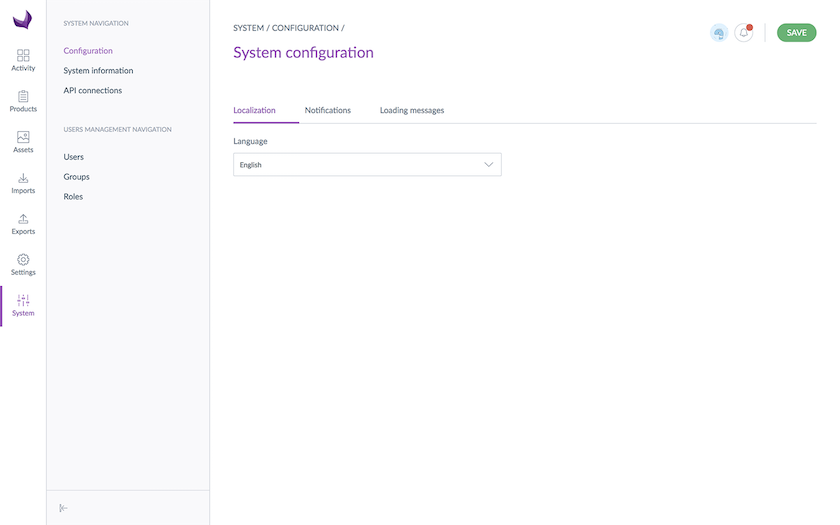 Activity
Products
Assets
Imports
Exports
Settings
System
SYSTEM NAVIGATION
Configuration
System information
API connections
USERS MANAGEMENT NAVIGATION
Users
Groups
Roles
SYSTEM / CONFIGURATION /
SAVE
System configuration
Localization Notifications Loading messages
Language
English